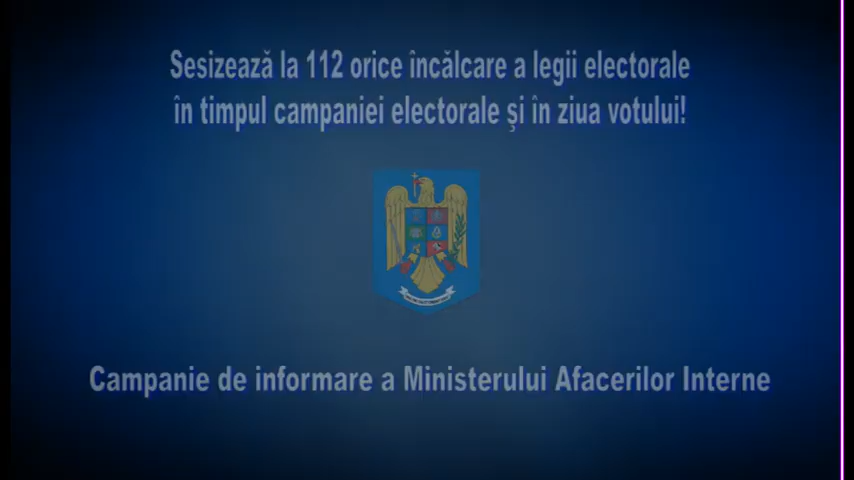 Sesizează la 112 orice încălcare a legii electorale
în timpul campaniei electorale şi în ziua votului!
Campanie de informare a Ministerului Afacerilor Interne